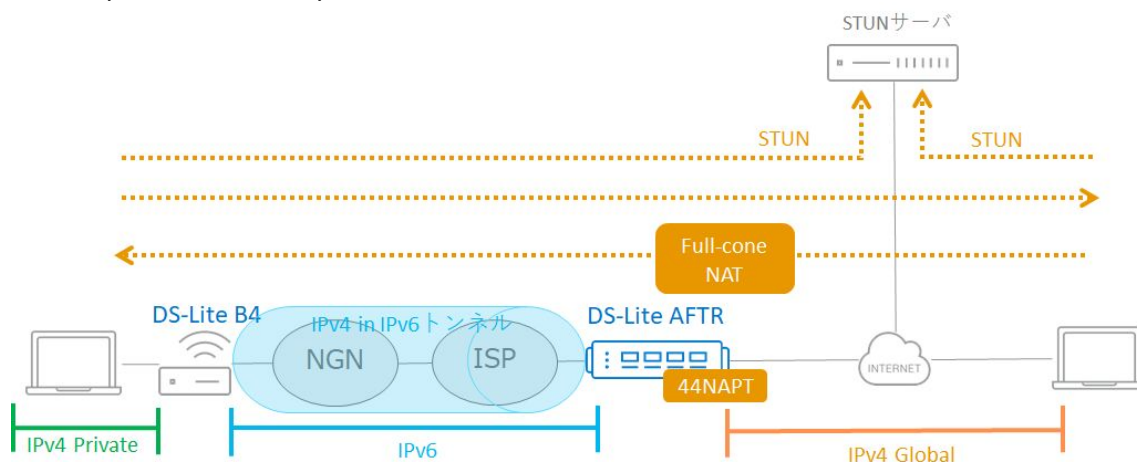 STUNサーバ
STUN
STUN
Full-cone
NAT
DS-Lite B4
IPv4 in IPv6トンネル
DS-Lite AFTR
NGN
ISP
INTERNET
44NAPT
IPv4 Private
IPv6
IPv4 Global